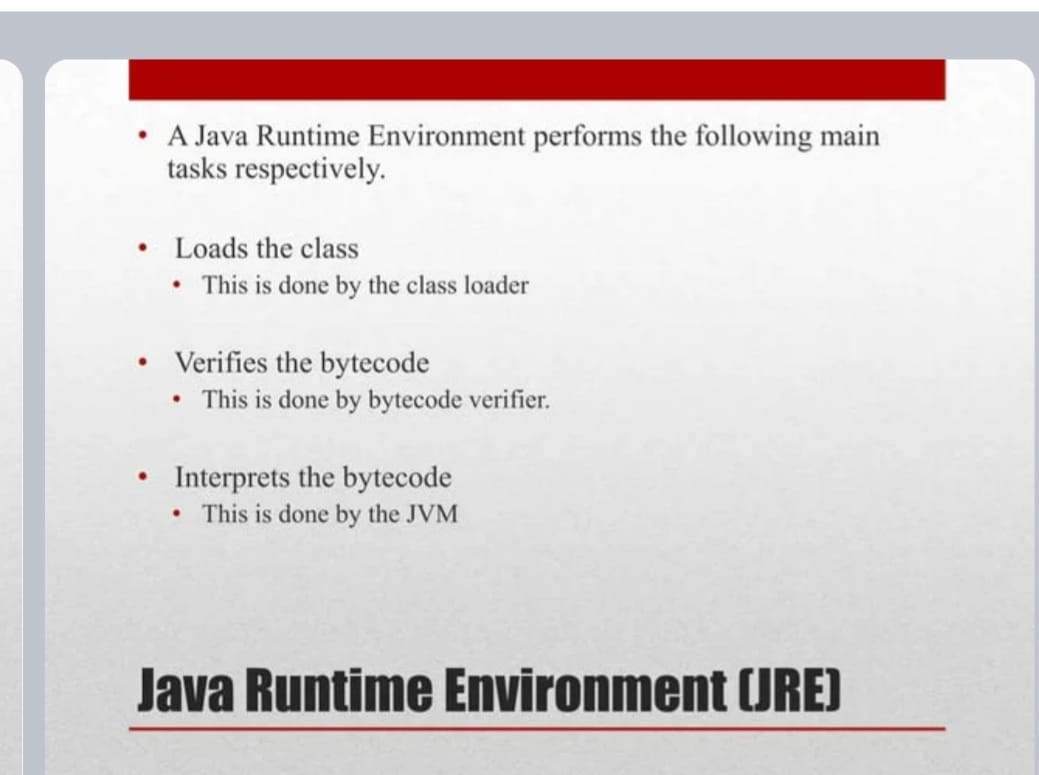 • A Java Runtime Environment performs the following main
tasks respectively.
• Loads the class
• This is done by the class loader
• Verifies the bytecode
• This is done by bytecode verifier.
• Interprets the bytecode
• This is done by the JVM
Java Runtime Environment (JRE)